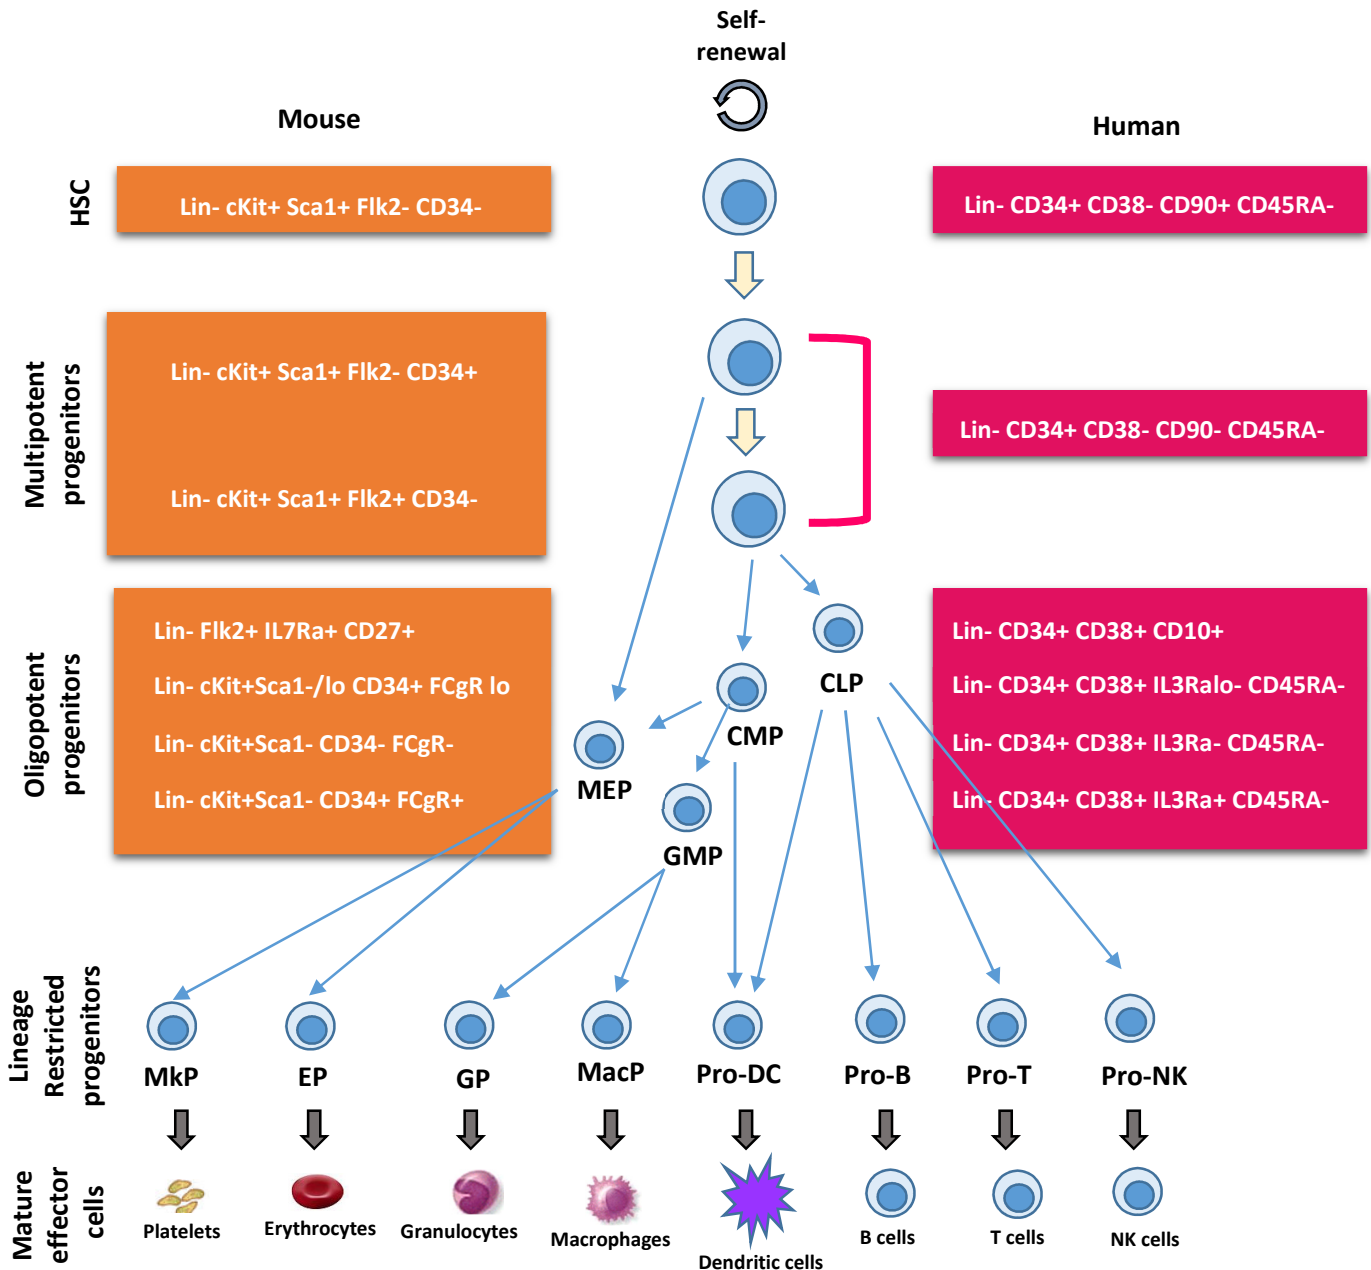 Self-
renewal
Mouse
Human
HSC
Lin- cKit+ Sca1+ Flk2- CD34-
Lin- CD34+ CD38- CD90+ CD45RA-
Multipotent
progenitors
Lin- cKit+ Sca1+ Flk2- CD34+
Lin- cKit+ Sca1+ Flk2+ CD34-
Lin- CD34+ CD38- CD90- CD45RA-
Oligopotent
progenitors
Lin- Flk2+ IL7Ra+ CD27+
Lin- cKit+Sca1-/lo CD34+ FCgR lo
Lin- cKit+Sca1- CD34- FCgR-
Lin- cKit+Sca1- CD34+ FCgR+
CLP
CMP
MEP
GMP
Lin- CD34+ CD38+ CD10+
Lin- CD34+ CD38+ IL3Ralo- CD45RA-
Lin- CD34+ CD38+ IL3Ra- CD45RA-
Lin- CD34+ CD38+ IL3Ra+ CD45RA-
Lineage
Restricted
progenitors
MkP
EP
GP
MacP
Pro-DC
Pro-B
Pro-T
Pro-NK
Mature
effector
cells
Platelets
Erythrocytes
Granulocytes
Macrophages
Dendritic cells
B cells
T cells
NK cells